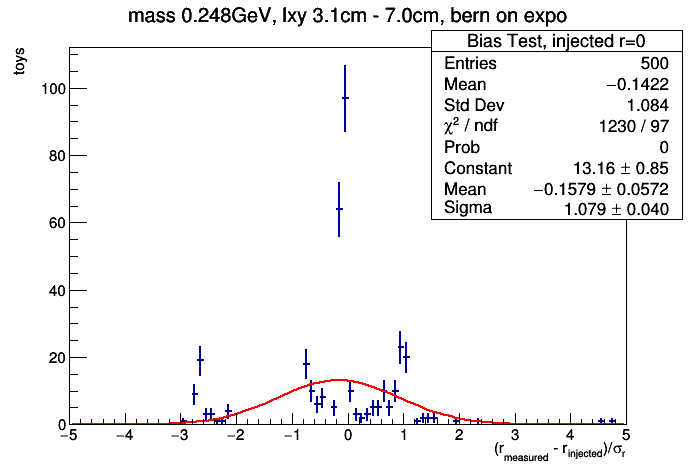 mass 0.248GeV, lxy 3.1cm - 7.0cm, bern on expo
Bias Test, injected r=0
Entries 500
Mean −0.1422
Std Dev 1.084
χ² / ndf 1230 / 97
Prob 0
Constant 13.16 ± 0.85
Mean −0.1579 ± 0.0572
Sigma 1.079 ± 0.040
toys
100
80
60
40
20
0
−5 −4 −3 −2 −1 0 1 2 3 4 5
(r_measured - r_injected)/σ_r